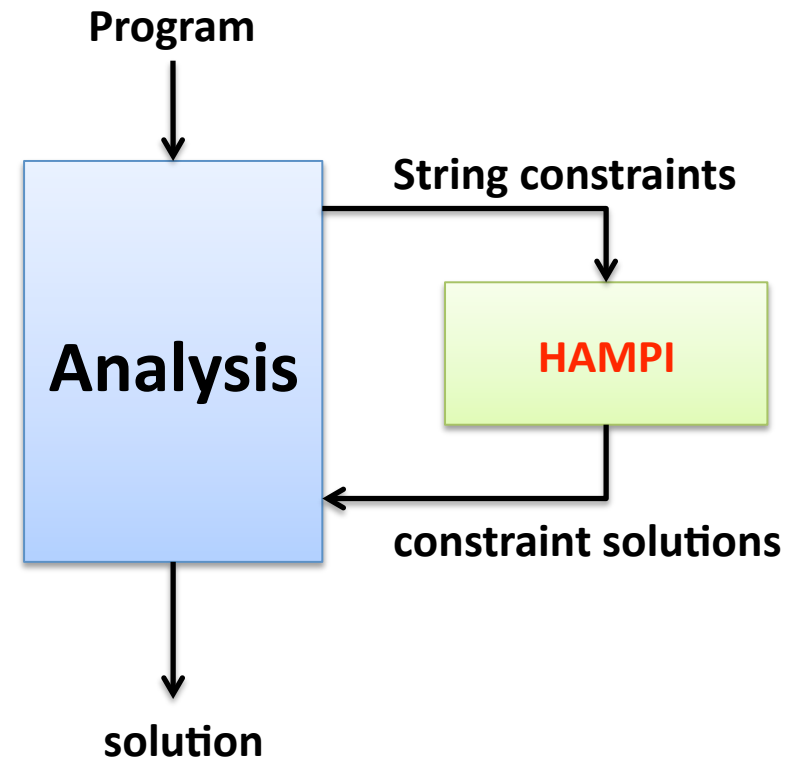 Program
String constraints
Analysis
HAMPI
constraint solutions
solution